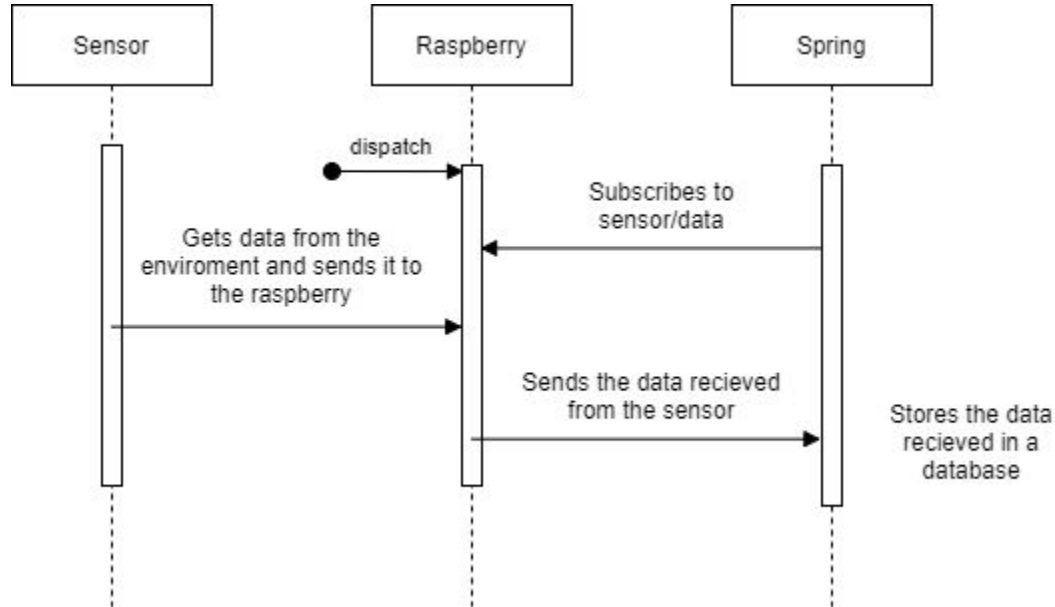 Sensor
Raspberry
Spring
dispatch
Subscribes to
sensor/data
Gets data from the
enviroment and sends it to
the raspberry
Sends the data recieved
from the sensor
Stores the data
recieved in a
database